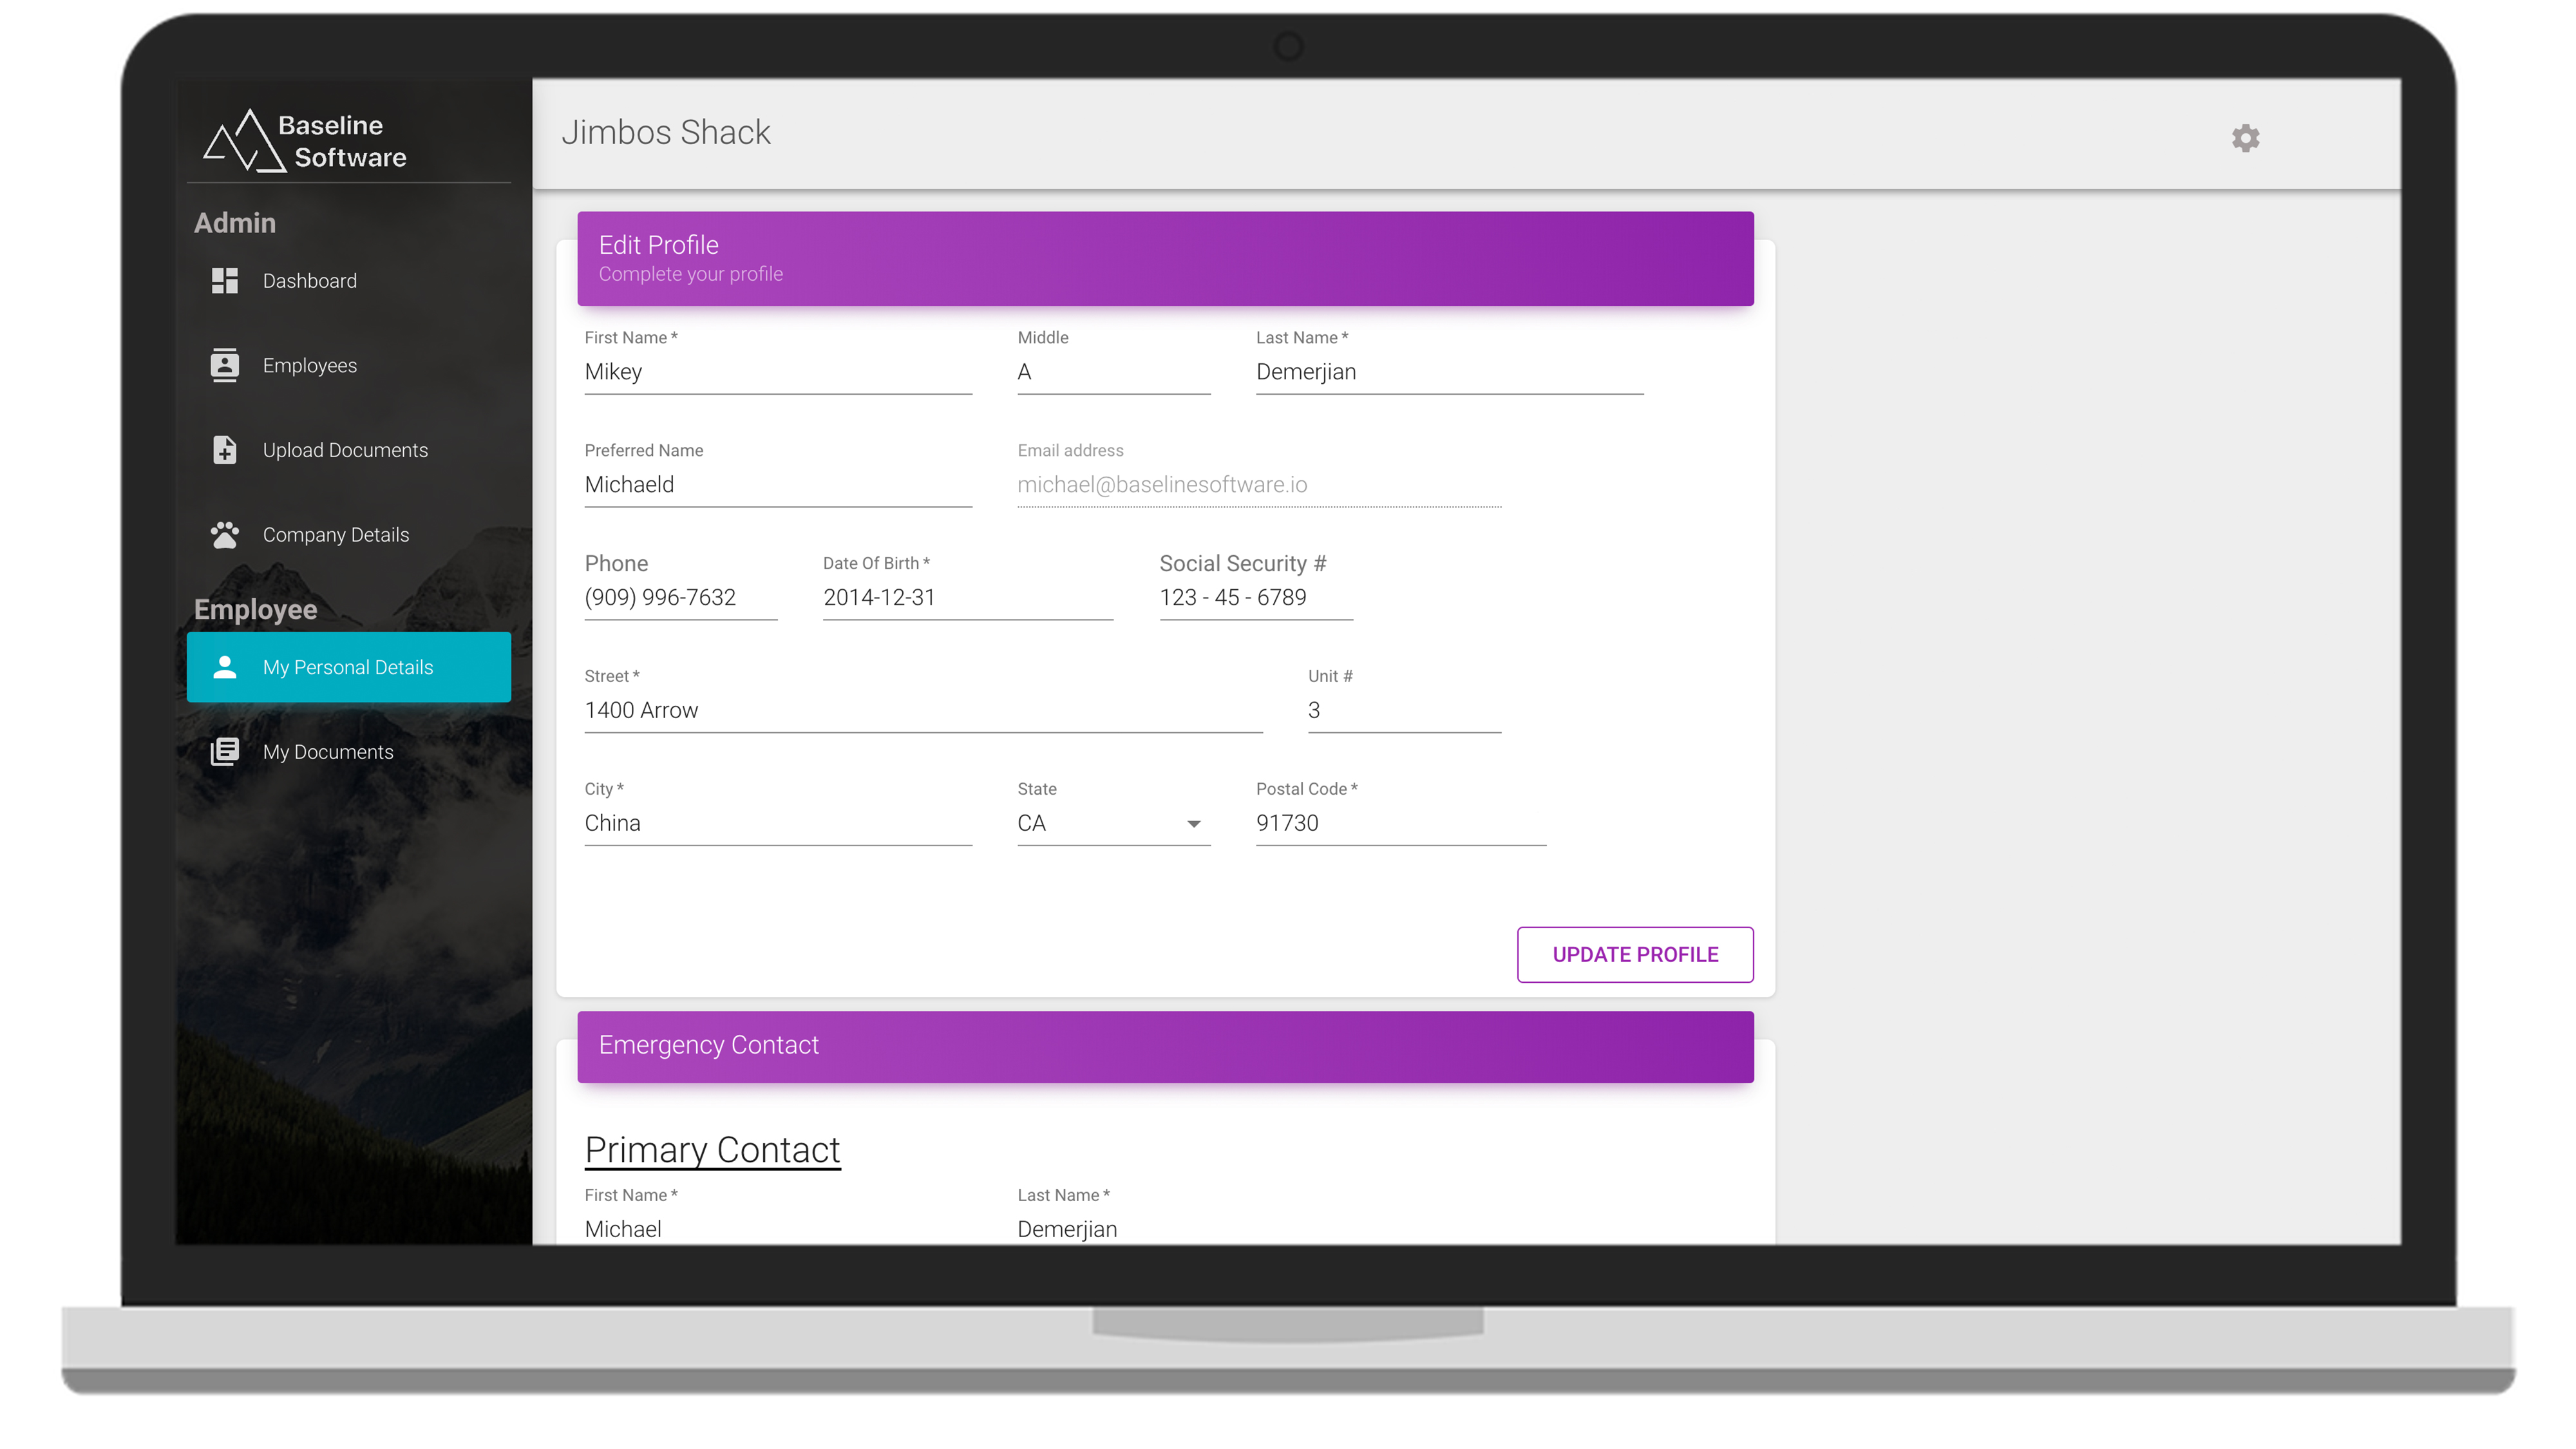 Baseline
Software
Jimbos Shack
Admin
Dashboard
Employees
Upload Documents
Company Details
Employee
My Personal Details
My Documents
Edit Profile
Complete your profile
First Name * Middle Last Name *
Mikey A Demerjian
Preferred Name Email address
Michaeld michael@baselinesoftware.io
Phone Date Of Birth * Social Security #
(909) 996-7632 2014-12-31 123 - 45 - 6789
Street * Unit #
1400 Arrow 3
City * State Postal Code *
China CA 91730
UPDATE PROFILE
Emergency Contact
Primary Contact
First Name * Last Name *
Michael Demerjian